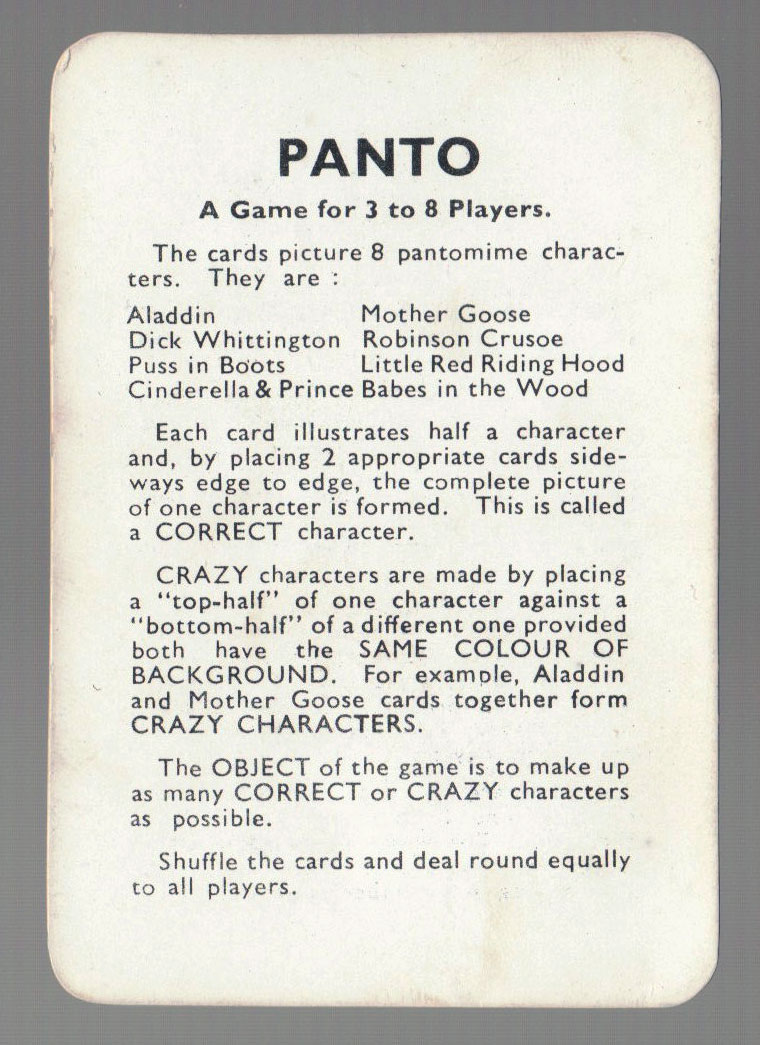 PANTO
A Game for 3 to 8 Players.
The cards picture 8 pantomime charac-
ters. They are :
Aladdin Mother Goose
Dick Whittington Robinson Crusoe
Puss in Boots Little Red Riding Hood
Cinderella & Prince Babes in the Wood
Each card illustrates half a character
and, by placing 2 appropriate cards side-
ways edge to edge, the complete picture
of one character is formed. This is called
a CORRECT character.
CRAZY characters are made by placing
a "top-half" of one character against a
"bottom-half" of a different one provided
both have the SAME COLOUR OF
BACKGROUND. For example, Aladdin
and Mother Goose cards together form
CRAZY CHARACTERS.
The OBJECT of the game is to make up
as many CORRECT or CRAZY characters
as possible.
Shuffle the cards and deal round equally
to all players.